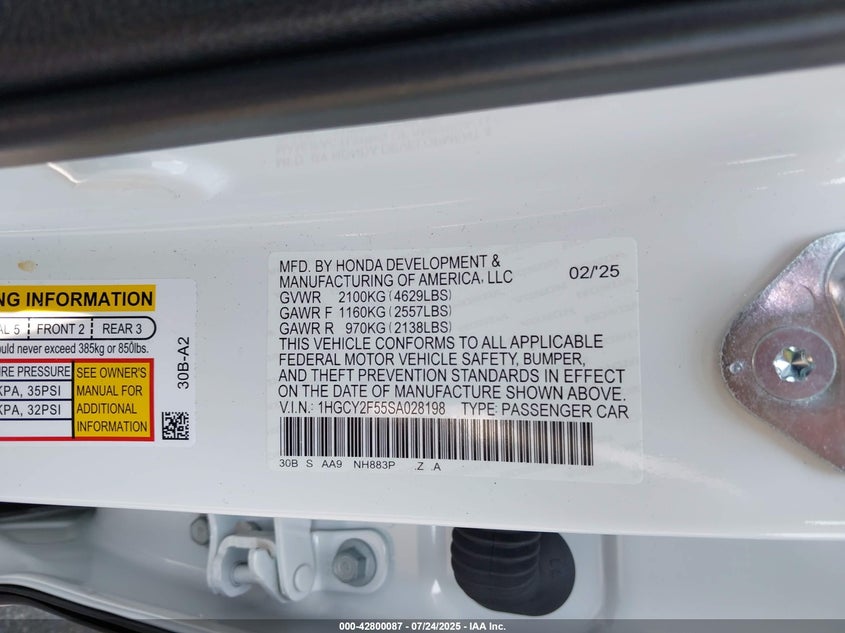 MFD. BY HONDA DEVELOPMENT &
MANUFACTURING OF AMERICA, LLC 02/'25
GVWR 2100KG (4629LBS)
GAWR F 1160KG (2557LBS)
GAWR R 970KG (2138LBS)
THIS VEHICLE CONFORMS TO ALL APPLICABLE
FEDERAL MOTOR VEHICLE SAFETY, BUMPER,
AND THEFT PREVENTION STANDARDS IN EFFECT
ON THE DATE OF MANUFACTURE SHOWN ABOVE.
V.I.N.: 1HGCY2F55SA028198 TYPE: PASSENGER CAR
30B S AA9 NH883P .Z .A
INFORMATION
5 FRONT 2 REAR 3
never exceed 385kg or 850lbs.
PRESSURE
KPA, 35PSI
KPA, 32PSI
SEE OWNER'S
MANUAL FOR
ADDITIONAL
INFORMATION
30B-A2
000-42800087 - 07/24/2025 - IAA Inc.